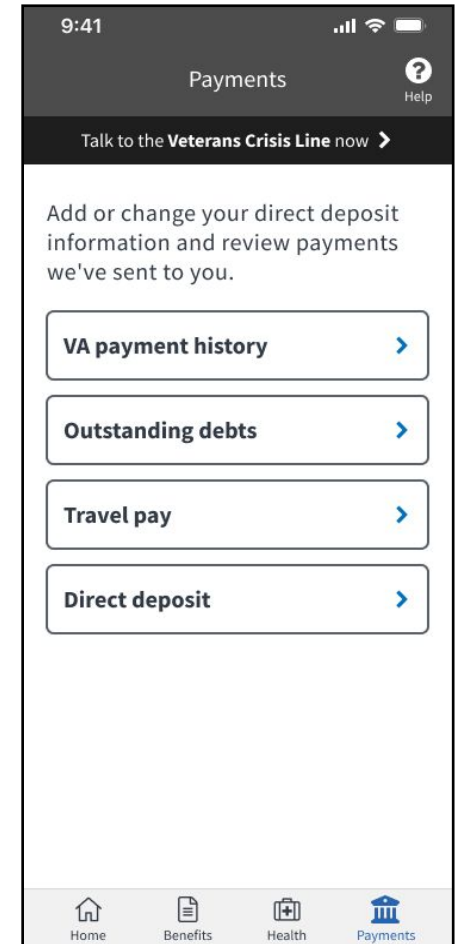 9:41
Payments
Help
Talk to the Veterans Crisis Line now
Add or change your direct deposit
information and review payments
we've sent to you.
VA payment history
Outstanding debts
Travel pay
Direct deposit
Home Benefits Health Payments